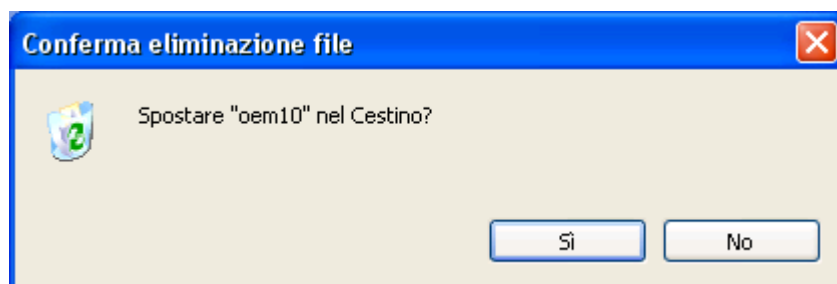 Conferma eliminazione file
Spostare "oem10" nel Cestino?
Sì
No